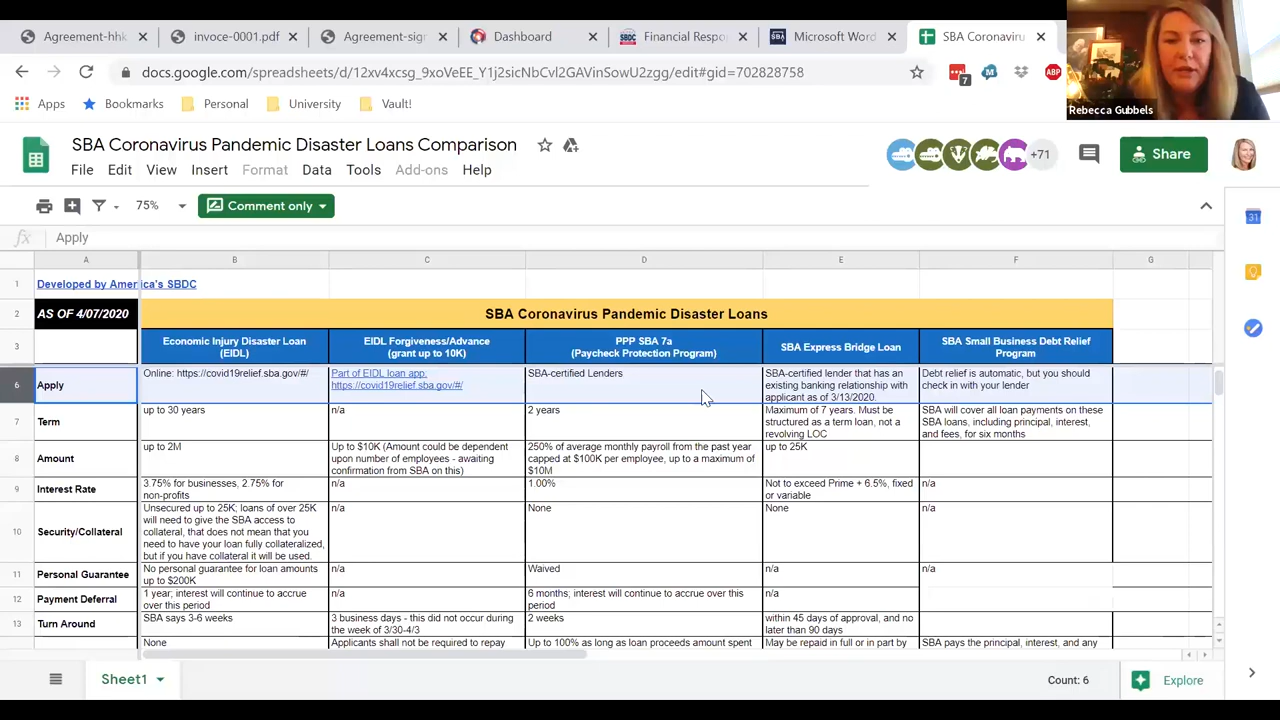 Agreement-hhk
invoce-0001.pdf
Agreement-sign
Dashboard
Financial Respo
Microsoft Word
SBA Coronaviru
docs.google.com/spreadsheets/d/
/edit#gid=702828758
7
ABP
Rebecca Gubbels
Apps
Bookmarks
Personal
University
Vault!
SBA Coronavirus Pandemic Disaster Loans Comparison
File Edit View Insert Format Data Tools Add-ons Help
+71
Share
75%
Comment only
31
fx Apply
A B C D E F G
1 Developed by America's SBDC
2 AS OF 4/07/2020 SBA Coronavirus Pandemic Disaster Loans
3
Economic Injury Disaster Loan
(EIDL)
EIDL Forgiveness/Advance
(grant up to 10K)
PPP SBA 7a
(Paycheck Protection Program)
SBA Express Bridge Loan
SBA Small Business Debt Relief
Program
6 Apply
Online: https://covid19relief.sba.gov/#/
Part of EIDL loan app:
https://covid19relief.sba.gov/#/
SBA-certified Lenders
SBA-certified lender that has an
existing banking relationship with
applicant as of 3/13/2020.
Debt relief is automatic, but you should
check in with your lender
7 Term
up to 30 years
n/a
2 years
Maximum of 7 years. Must be
structured as a term loan, not a
revolving LOC
SBA will cover all loan payments on these
SBA loans, including principal, interest,
and fees, for six months
8 Amount
up to 2M
Up to $10K (Amount could be dependent
upon number of employees - awaiting
confirmation from SBA on this)
250% of average monthly payroll from the past year
capped at $100K per employee, up to a maximum of
$10M
up to 25K
9 Interest Rate
3.75% for businesses, 2.75% for
non-profits
n/a
1.00%
Not to exceed Prime + 6.5%, fixed
or variable
n/a
10 Security/Collateral
Unsecured up to 25K; loans of over 25K
will need to give the SBA access to
collateral, that does not mean that you
need to have your loan fully collateralized,
but if you have collateral it will be used.
n/a
None
None
n/a
11 Personal Guarantee
No personal guarantee for loan amounts
up to $200K
n/a
Waived
n/a
n/a
12 Payment Deferral
1 year; interest will continue to accrue
over this period
n/a
6 months; interest will continue to accrue over this
period
n/a
13 Turn Around
SBA says 3-6 weeks
3 business days - this did not occur during
the week of 3/30-4/3
2 weeks
within 45 days of approval, and no
later than 90 days
None
Applicants shall not be required to repay
Up to 100% as long as loan proceeds amount spent
May be repaid in full or in part by
SBA pays the principal, interest, and any
Sheet1
Count: 6
Explore